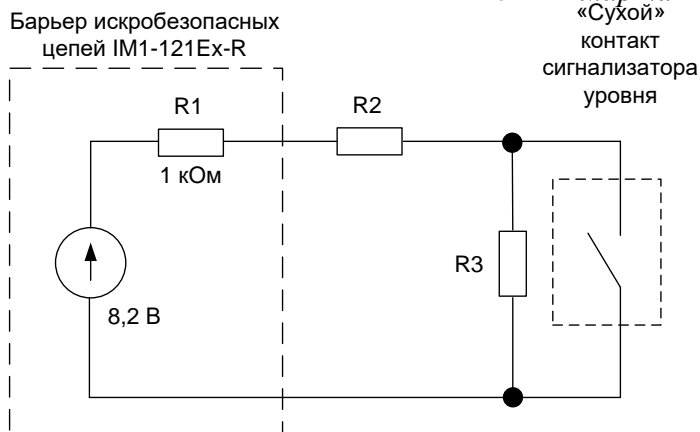 Барьер искробезопасных
цепей IM1-121Ex-R
«Сухой»
контакт
сигнализатора
уровня
R1
R2
1 кОм
R3
8,2 В